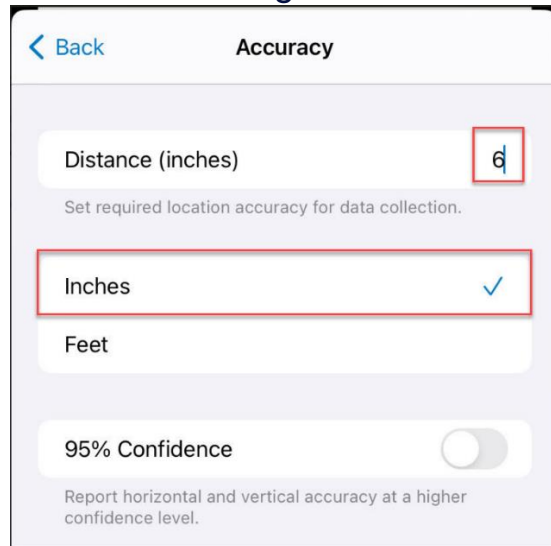 Back
Accuracy
Distance (inches) 6
Set required location accuracy for data collection.
Inches
Feet
95% Confidence
Report horizontal and vertical accuracy at a higher
confidence level.